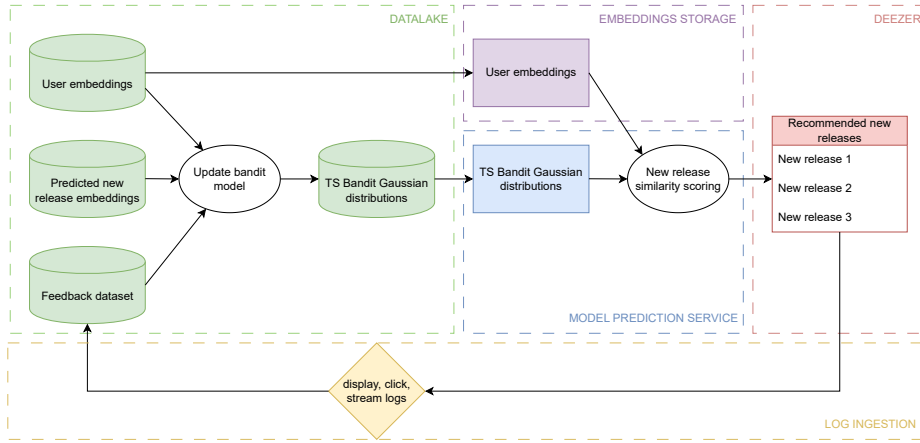 DATALAKE
EMBEDDINGS STORAGE
DEEZER
User embeddings
User embeddings
Predicted new
release embeddings
Update bandit
model
TS Bandit Gaussian
distributions
TS Bandit Gaussian
distributions
New release
similarity scoring
Recommended new
releases
New release 1
New release 2
New release 3
Feedback dataset
MODEL PREDICTION SERVICE
display, click,
stream logs
LOG INGESTION